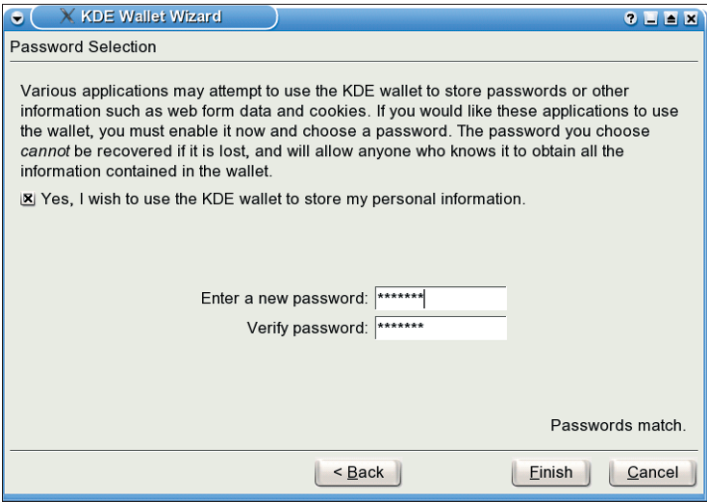 KDE Wallet Wizard
Password Selection
Various applications may attempt to use the KDE wallet to store passwords or other
information such as web form data and cookies. If you would like these applications to use
the wallet, you must enable it now and choose a password. The password you choose
cannot be recovered if it is lost, and will allow anyone who knows it to obtain all the
information contained in the wallet.
Yes, I wish to use the KDE wallet to store my personal information.
Enter a new password: *******
Verify password: *******
Passwords match.
< Back Finish Cancel